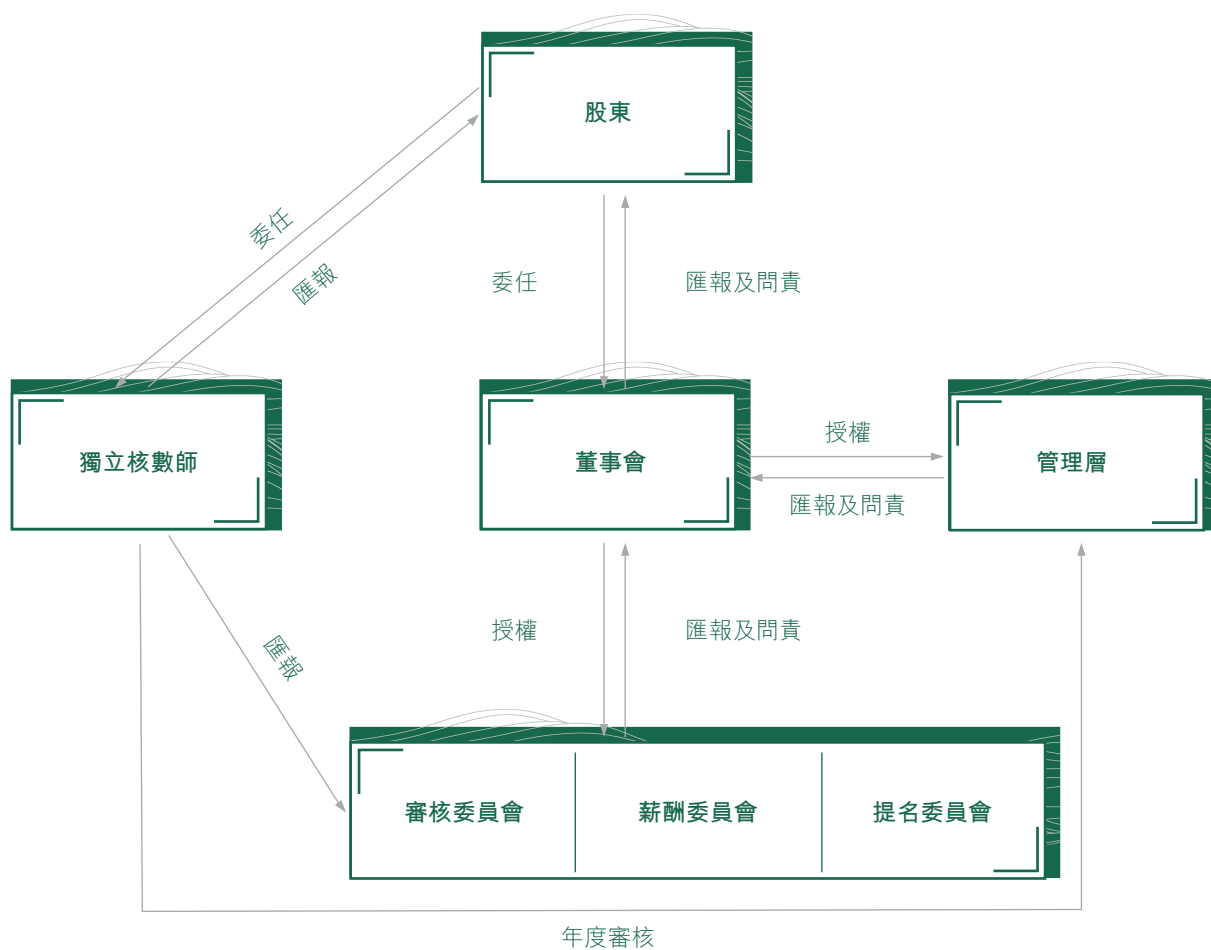 股東
委任
匯報
委任
匯報及問責
獨立核數師
董事會
授權
匯報及問責
管理層
匯報
授權
匯報及問責
審核委員會
薪酬委員會
提名委員會
年度審核